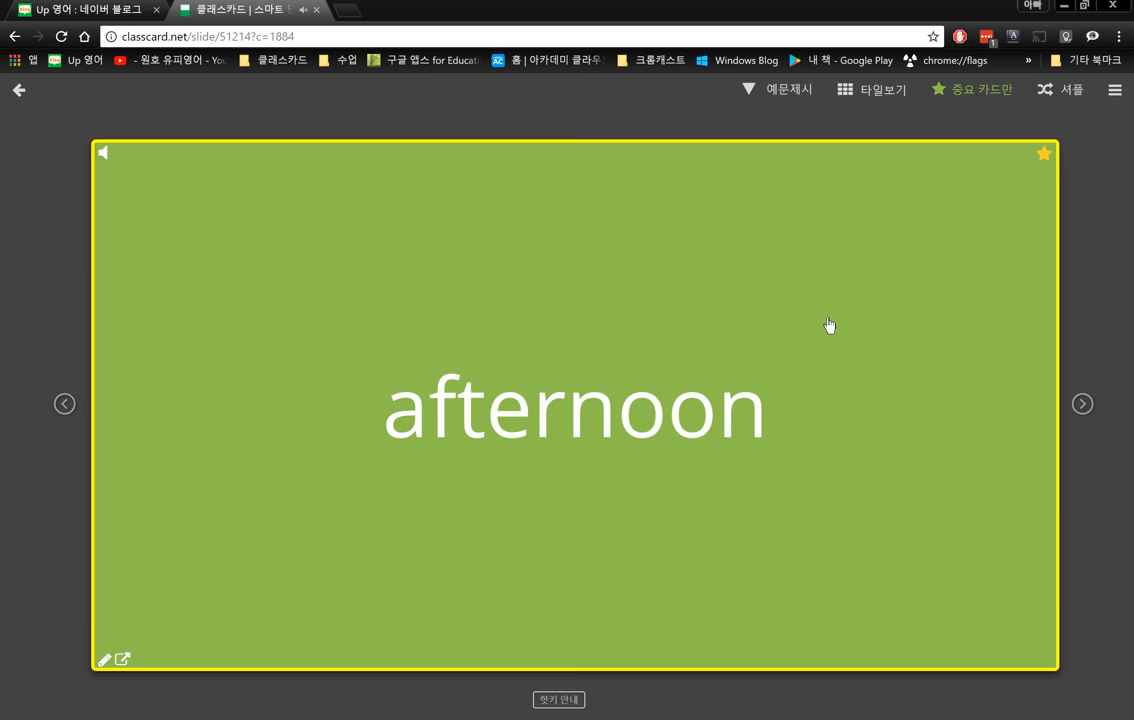 Up 영어 : 네이버 블로그
클래스카드 | 스마트
아빠
classcard.net/slide/51214?c=1884
앱
Up 영어
- 원호 유피영어 - You
클래스카드
수업
구글 앱스 for Educati
홈 | 아카데미 클라우
크롬캐스트
Windows Blog
내 책 - Google Play
chrome://flags
»
기타 북마크
예문제시
타일보기
중요 카드만
셔플
afternoon
핫키 안내